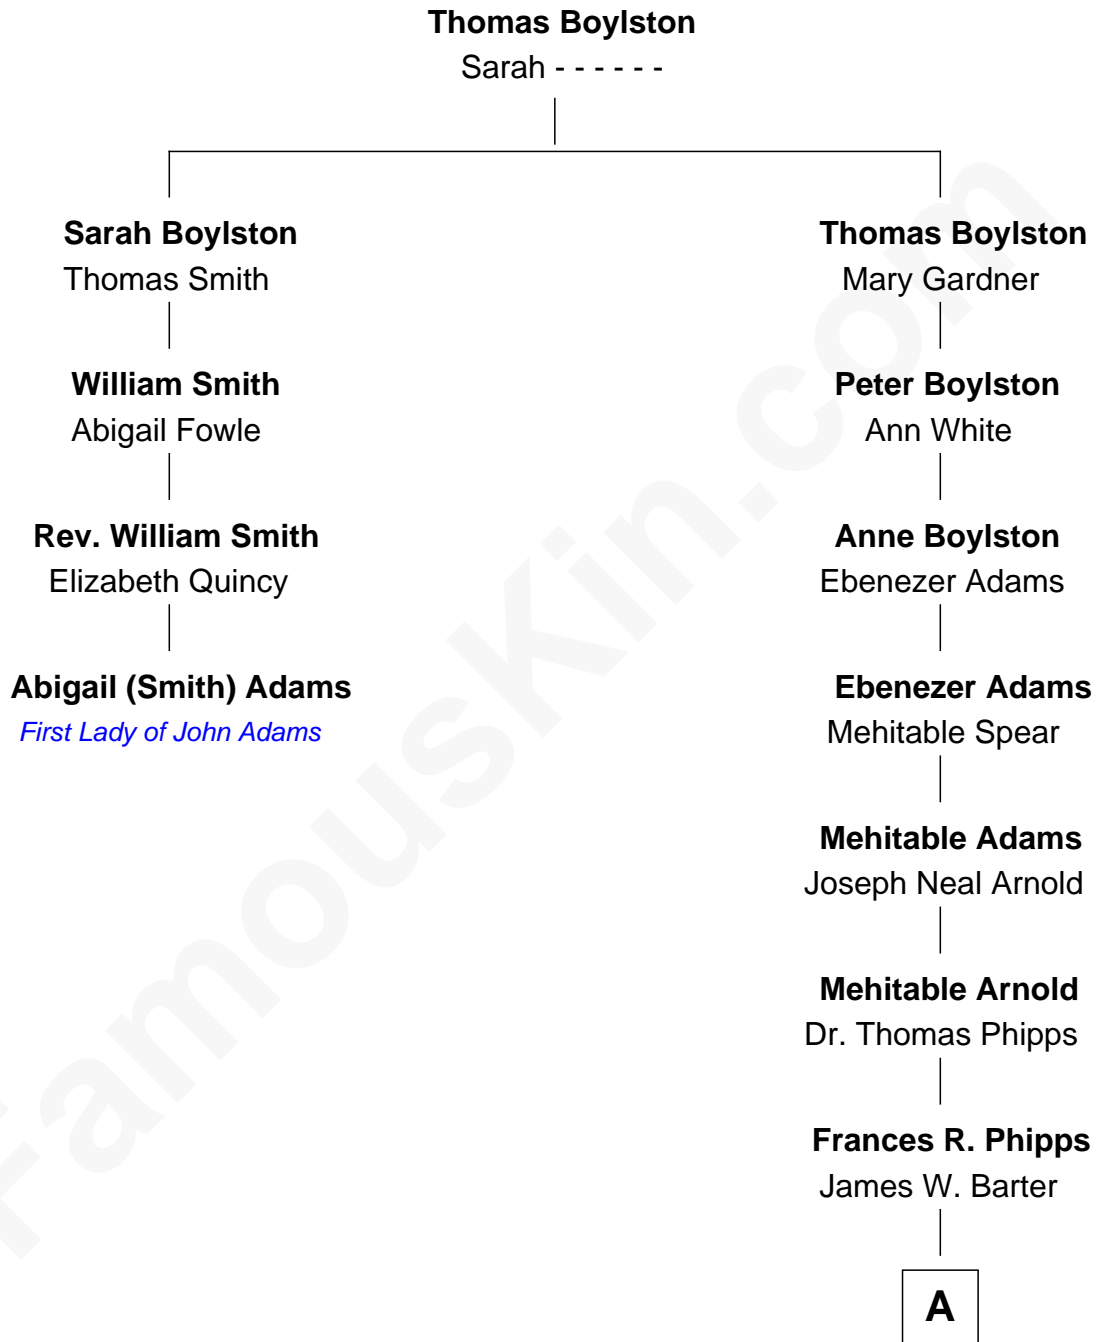 Thomas Boylston
Sarah - - - - - -
Sarah Boylston
Thomas Smith
William Smith
Abigail Fowle
Rev. William Smith
Elizabeth Quincy
Abigail (Smith) Adams
First Lady of John Adams
Thomas Boylston
Mary Gardner
Peter Boylston
Ann White
Anne Boylston
Ebenezer Adams
Ebenezer Adams
Mehitable Spear
Mehitable Adams
Joseph Neal Arnold
Mehitable Arnold
Dr. Thomas Phipps
Frances R. Phipps
James W. Barter
A
FamousKin.com